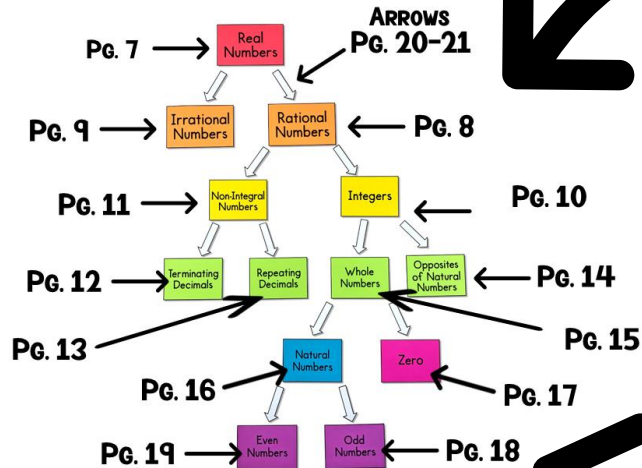 Arrows
Pg. 20-21
Pg. 7
Real
Numbers
Pg. 9
Irrational
Numbers
Rational
Numbers
Pg. 8
Pg. 11
Non-Integral
Numbers
Integers
Pg. 10
Pg. 12
Terminating
Decimals
Repeating
Decimals
Whole
Numbers
Opposites
of Natural
Numbers
Pg. 14
Pg. 13
Pg. 15
Pg. 16
Natural
Numbers
Zero
Pg. 17
Pg. 19
Even
Numbers
Odd
Numbers
Pg. 18